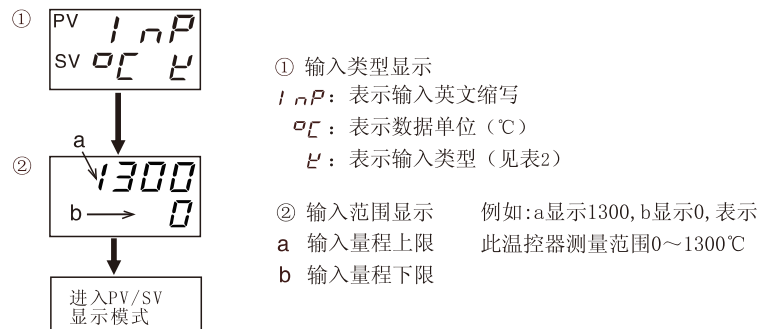 ①
PV InP
SV °C K
a
②
1300
b 0
进入PV/SV
显示模式
① 输入类型显示
InP：表示输入英文缩写
°C：表示数据单位（℃）
K：表示输入类型（见表2）
② 输入范围显示
a 输入量程上限
b 输入量程下限
例如:a显示1300,b显示0,表示
此温控器测量范围0～1300℃